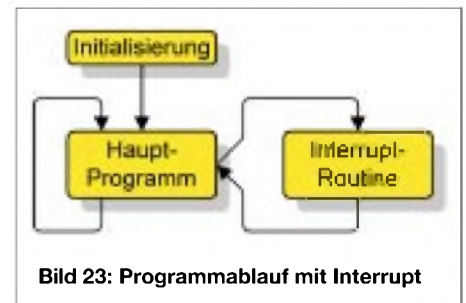 Initialisierung
Haupt-
Programm
Interrupt-
Routine
Bild 23: Programmablauf mit Interrupt